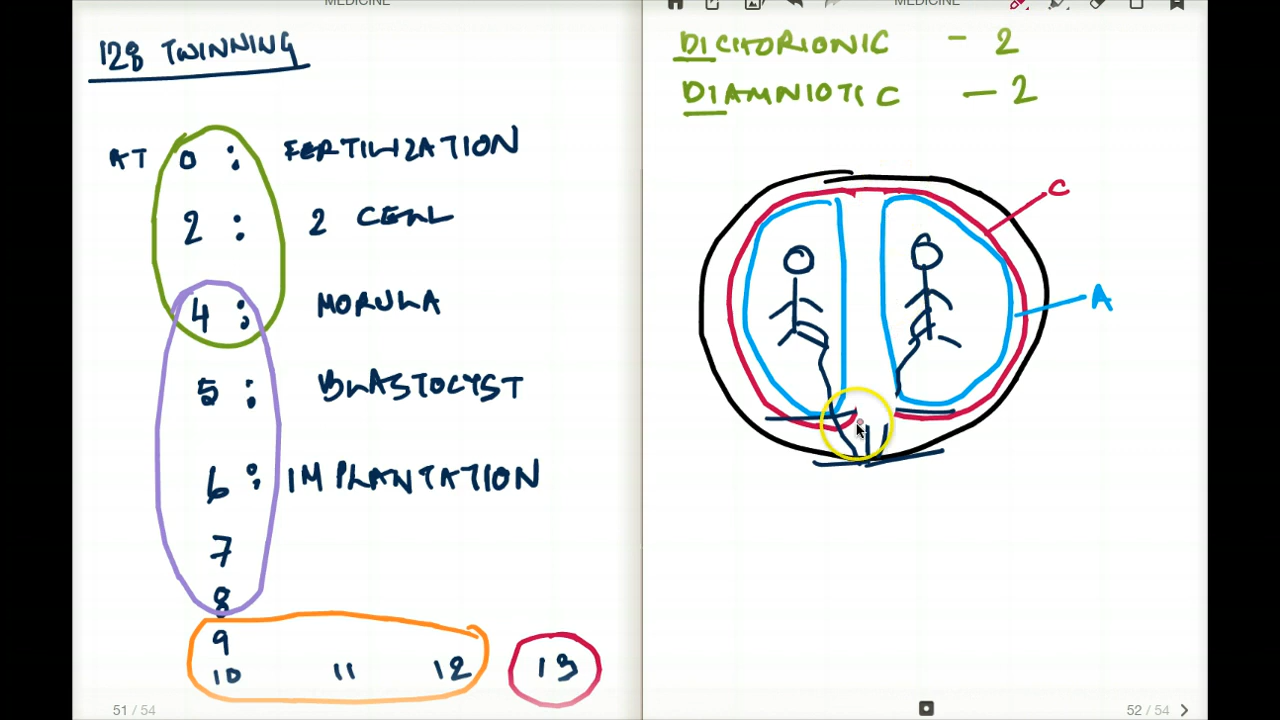 MEDICINE
128 TWINNING
AT 0 : FERTILIZATION
2 : 2 CELL
4 : MORULA
5 : BLASTOCYST
6 : IMPLANTATION
7
8
9
10 11 12 13
51 / 54
MEDICINE
DICHORIONIC - 2
DIAMNIOTIC - 2
C
A
52 / 54